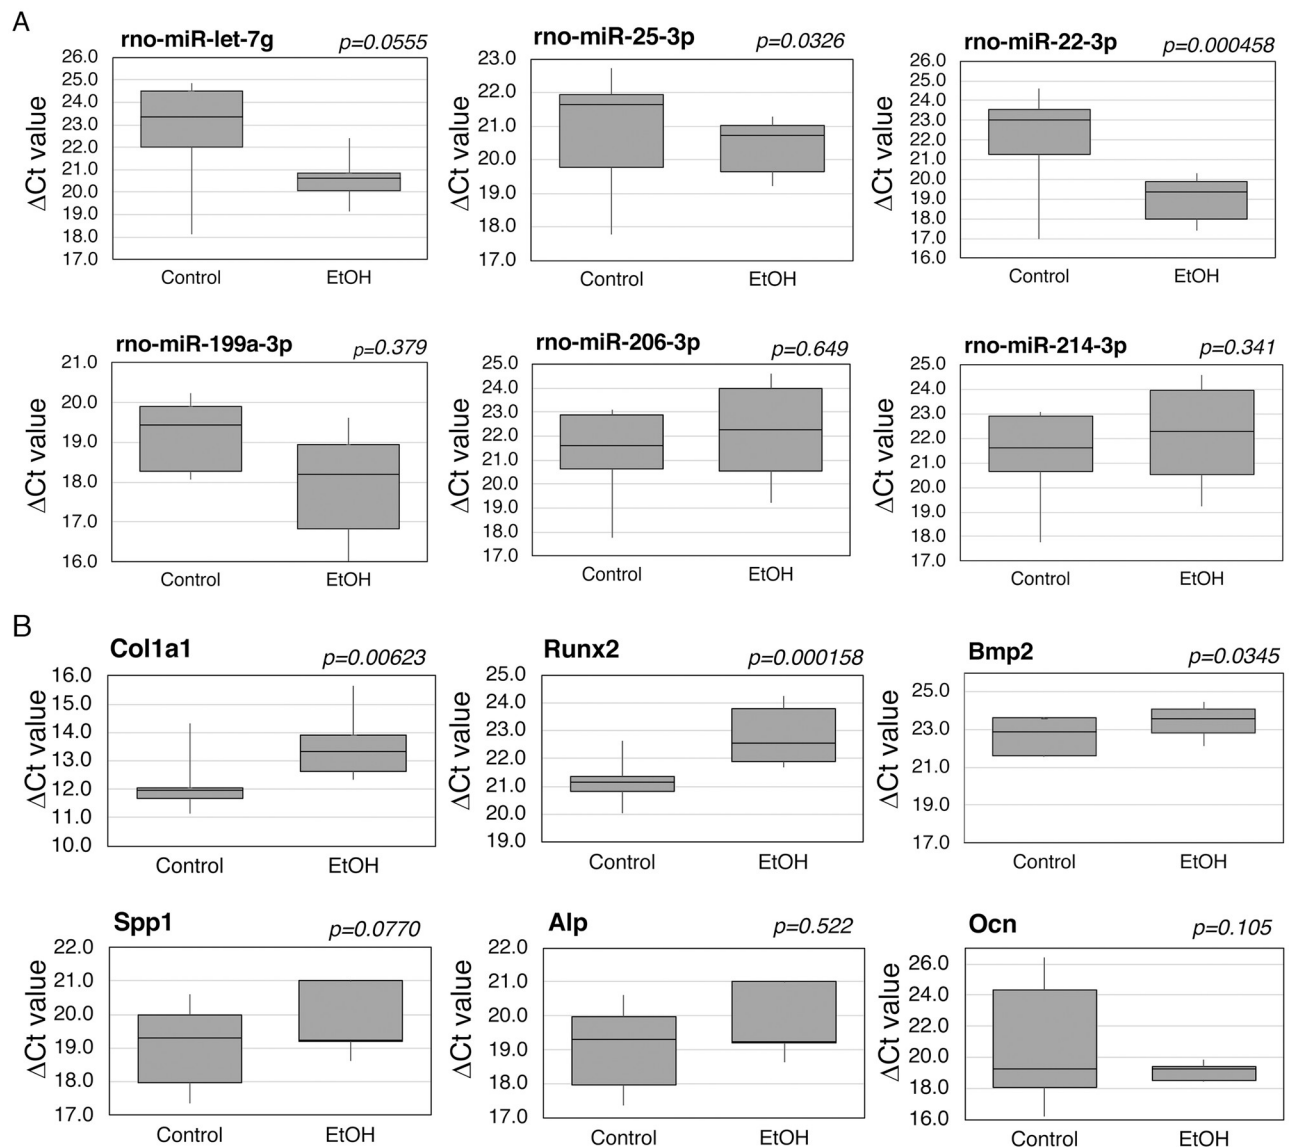 A
rno-miR-let-7g p=0.0555
ΔCt value
26.0
25.0
24.0
23.0
22.0
21.0
20.0
19.0
18.0
17.0
Control EtOH
rno-miR-25-3p p=0.0326
ΔCt value
23.0
22.0
21.0
20.0
19.0
18.0
17.0
Control EtOH
rno-miR-22-3p p=0.000458
ΔCt value
26.0
25.0
24.0
23.0
22.0
21.0
20.0
19.0
18.0
17.0
16.0
Control EtOH
rno-miR-199a-3p p=0.379
ΔCt value
21.0
20.0
19.0
18.0
17.0
16.0
Control EtOH
rno-miR-206-3p p=0.649
ΔCt value
25.0
24.0
23.0
22.0
21.0
20.0
19.0
18.0
17.0
Control EtOH
rno-miR-214-3p p=0.341
ΔCt value
25.0
24.0
23.0
22.0
21.0
20.0
19.0
18.0
17.0
Control EtOH
B
Col1a1 p=0.00623
ΔCt value
16.0
15.0
14.0
13.0
12.0
11.0
10.0
Control EtOH
Runx2 p=0.000158
ΔCt value
25.0
24.0
23.0
22.0
21.0
20.0
19.0
Control EtOH
Bmp2 p=0.0345
ΔCt value
25.0
23.0
21.0
19.0
17.0
Control EtOH
Spp1 p=0.0770
ΔCt value
22.0
21.0
20.0
19.0
18.0
17.0
Control EtOH
Alp p=0.522
ΔCt value
22.0
21.0
20.0
19.0
18.0
17.0
Control EtOH
Ocn p=0.105
ΔCt value
26.0
24.0
22.0
20.0
18.0
16.0
Control EtOH